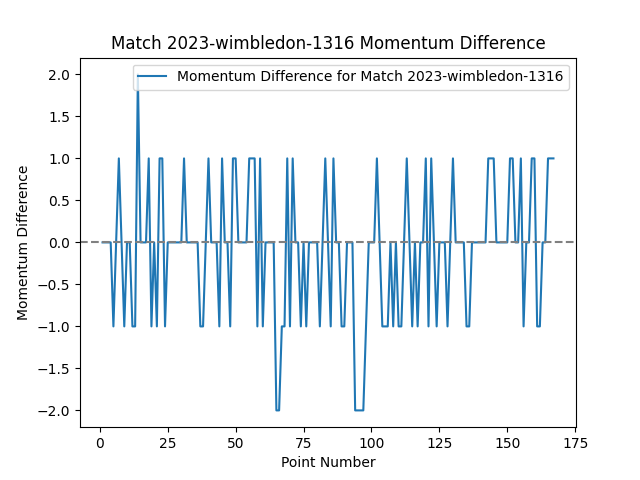 Match 2023-wimbledon-1316 Momentum Difference
Momentum Difference for Match 2023-wimbledon-1316
2.0
1.5
1.0
0.5
0.0
−0.5
−1.0
−1.5
−2.0
Momentum Difference
0 25 50 75 100 125 150 175
Point Number